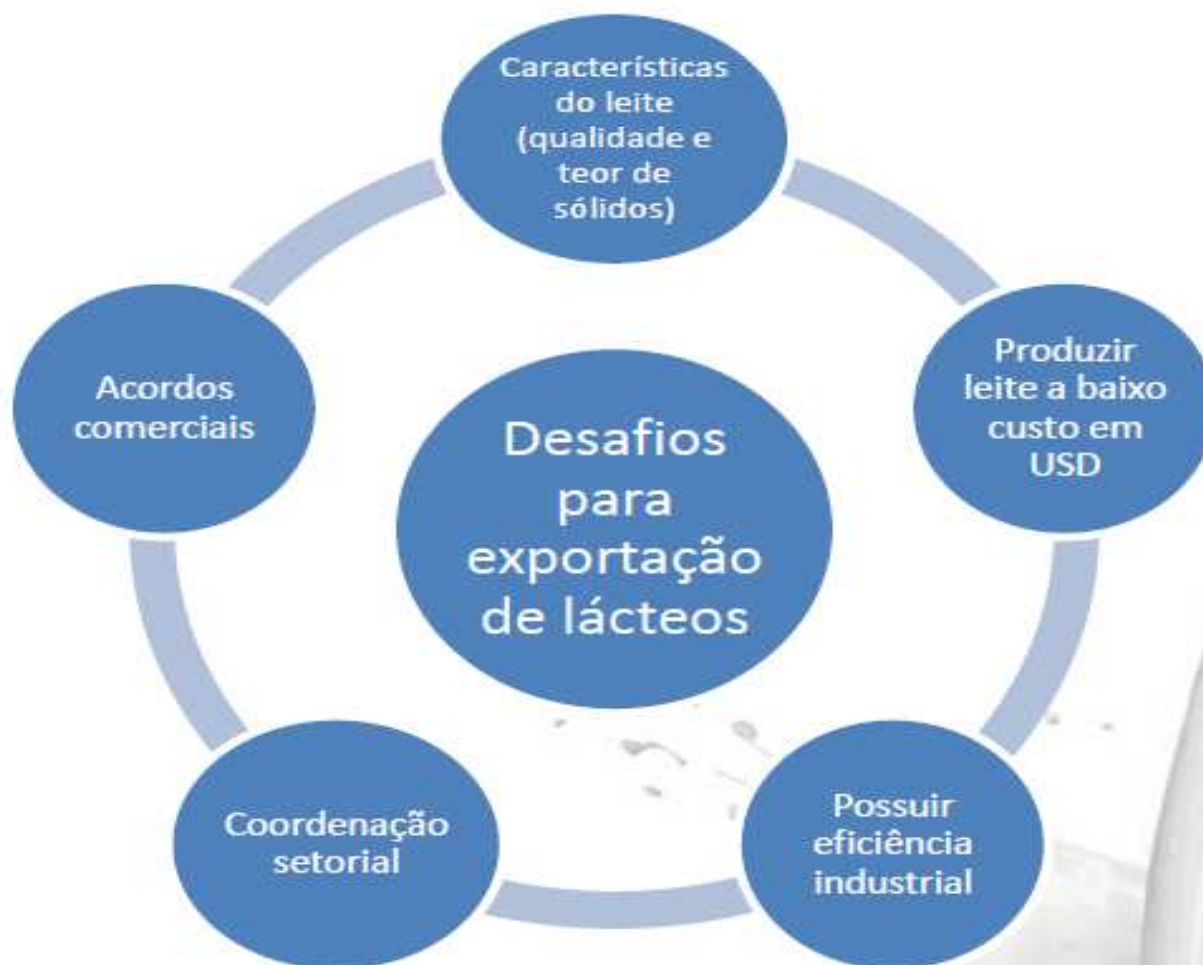 Características
do leite
(qualidade e
teor de
sólidos)
Produzir
leite a baixo
custo em
USD
Possuir
eficiência
industrial
Coordenação
setorial
Acordos
comerciais
Desafios
para
exportação
de lácteos